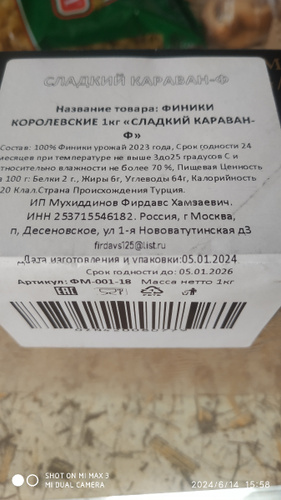 СЛАДКИЙ КАРАВАН-Ф
Название товара: ФИНИКИ
КОРОЛЕВСКИЕ 1кг «СЛАДКИЙ КАРАВАН-
Ф»
Состав: 100% Финики урожай 2023 года, Срок годности 24
месяцев при температуре не выше 3до25 градусов С и
относительно влажности не более 70 %, Пищевая Ценность
в 100 г: Белки 2 г., Жиры 6г, Углеводы 64г, Калорийность
20 Клал.Страна Происхождения Турция.
ИП Мухиддинов Фирдавс Хамзаевич.
ИНН 253715546182. Россия, г Москва,
п, Десеновское, ул 1-я Нововатутинская д3
firdavs125@list.ru
Дата изготовления и упаковки:05.01.2024
Срок годности до: 05.01.2026
Артикул: ФМ-001-18 Масса нетто 1кг
EAC
SHOT ON MI MAX 3
MI DUAL CAMERA
2024/6/14 15:58